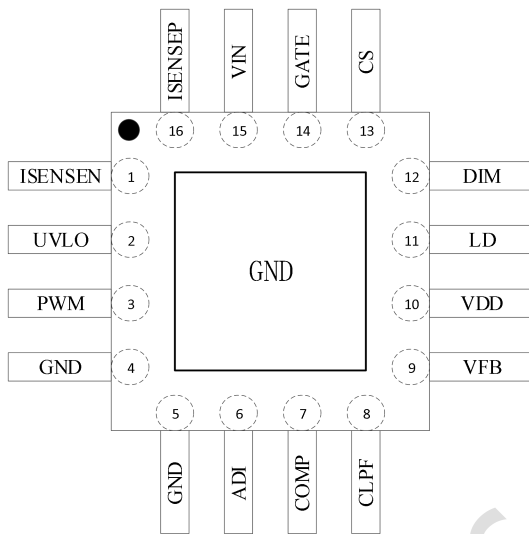 ISENSEP
VIN
GATE
CS
16
15
14
13
ISENSEN
1
12
DIM
UVLO
2
11
LD
GND
PWM
3
10
VDD
GND
4
9
VFB
5
6
7
8
GND
ADI
COMP
CLPF